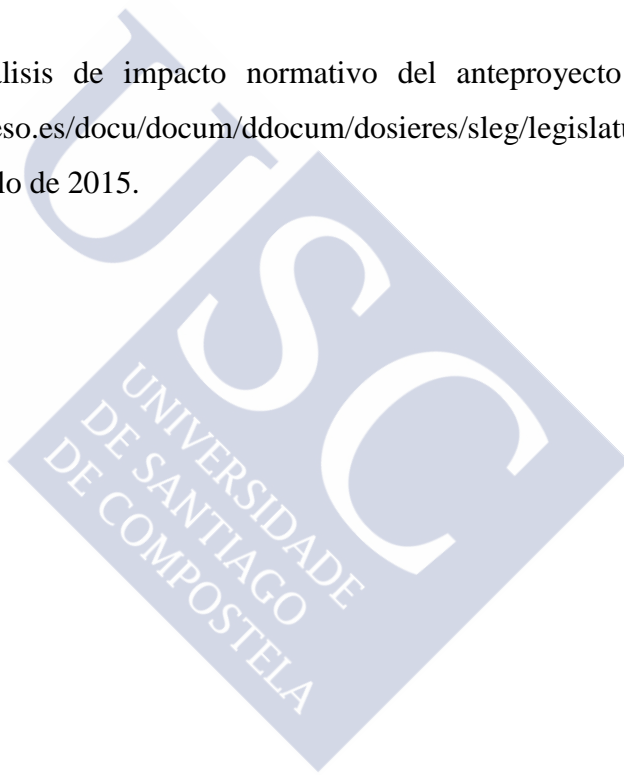 álisis de impacto normativo del anteproyecto
eso.es/docu/docum/ddocum/dosieres/sleg/legislatu
lo de 2015.
USC
UNIVERSIDADE
DE SANTIAGO
DE COMPOSTELA